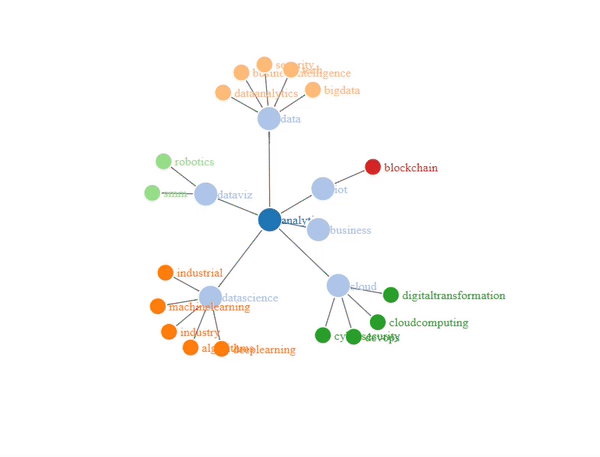 security
businessintelligence
bigdata
dataanalytics
data
robotics
blockchain
iot
smm
dataviz
analytics
business
industrial
cloud
digitaltransformation
datascience
machinelearning
cloudcomputing
industry
cybersecurity
devops
algorithms
deeplearning